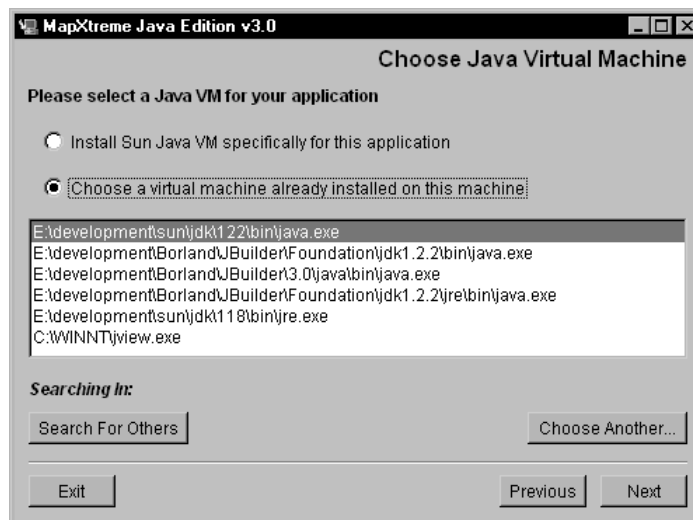 MapXtreme Java Edition v3.0
Choose Java Virtual Machine
Please select a Java VM for your application
Install Sun Java VM specifically for this application
Choose a virtual machine already installed on this machine
E:\development\sun\jdk\122\bin\java.exe
E:\development\Borland\JBuilder\Foundation\jdk1.2.2\bin\java.exe
E:\development\Borland\JBuilder\3.0\java\bin\java.exe
E:\development\Borland\JBuilder\Foundation\jdk1.2.2\jre\bin\java.exe
E:\development\sun\jdk\118\bin\jre.exe
C:\WINNT\jview.exe
Searching In:
Search For Others
Choose Another...
Exit
Previous
Next